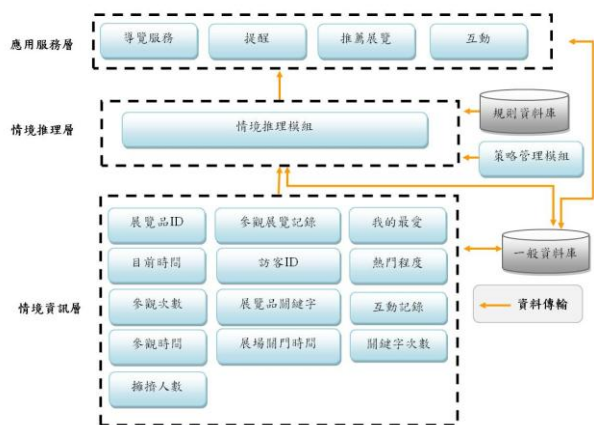 導覽服務
提醒
推薦展覽
互動
應用服務層
規則資料庫
情境推理層
情境推理模組
策略管理模組
展覽品ID
參觀展覽記錄
我的最愛
目前時間
訪客ID
熱門程度
一般資料庫
情境資訊層
參觀次數
展覽品關鍵字
互動記錄
資料傳輸
參觀時間
展場關門時間
關鍵字次數
擁擠人數